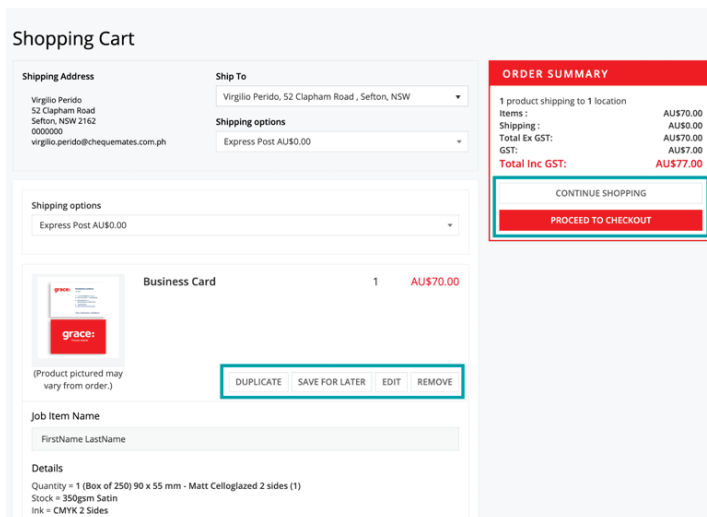 Shopping Cart
Shipping Address
Virgilio Perido
52 Clapham Road
Sefton, NSW 2162
0000000
virgilio.perido@chequemates.com.ph
Ship To
Virgilio Perido, 52 Clapham Road , Sefton, NSW
Shipping options
Express Post AU$0.00
ORDER SUMMARY
1 product shipping to 1 location
Items : AU$70.00
Shipping : AU$0.00
Total Ex GST: AU$70.00
GST: AU$7.00
Total Inc GST: AU$77.00
CONTINUE SHOPPING
PROCEED TO CHECKOUT
Shipping options
Express Post AU$0.00
grace:
grace:
Business Card 1 AU$70.00
(Product pictured may
vary from order.)
DUPLICATE SAVE FOR LATER EDIT REMOVE
Job Item Name
FirstName LastName
Details
Quantity = 1 (Box of 250) 90 x 55 mm - Matt Celloglazed 2 sides (1)
Stock = 350gsm Satin
Ink = CMYK 2 Sides